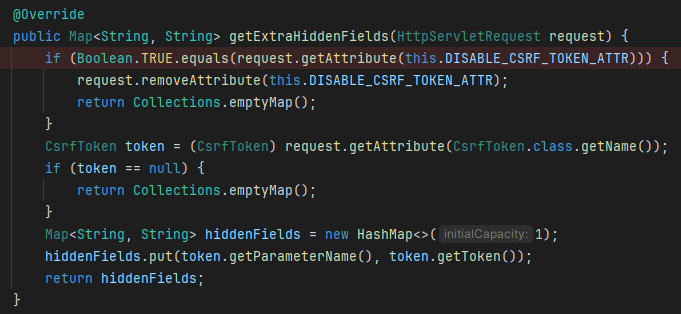 @Override
public Map<String, String> getExtraHiddenFields(HttpServletRequest request) {
if (Boolean.TRUE.equals(request.getAttribute(this.DISABLE_CSRF_TOKEN_ATTR))) {
request.removeAttribute(this.DISABLE_CSRF_TOKEN_ATTR);
return Collections.emptyMap();
}
CsrfToken token = (CsrfToken) request.getAttribute(CsrfToken.class.getName());
if (token == null) {
return Collections.emptyMap();
}
Map<String, String> hiddenFields = new HashMap<>( initialCapacity: 1);
hiddenFields.put(token.getParameterName(), token.getToken());
return hiddenFields;
}